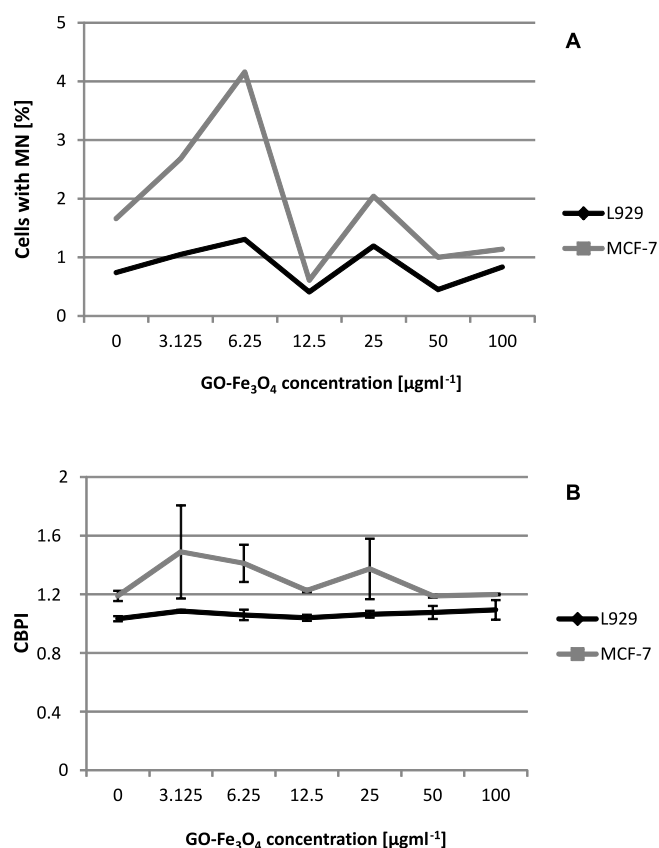 5
A
4
3
2
1
0
Cells with MN [%]
L929
MCF-7
0 3.125 6.25 12.5 25 50 100
GO-Fe₃O₄ concentration [µgml⁻¹]
2
B
1.6
1.2
0.8
0.4
0
CBPI
L929
MCF-7
0 3.125 6.25 12.5 25 50 100
GO-Fe₃O₄ concentration [µgml⁻¹]